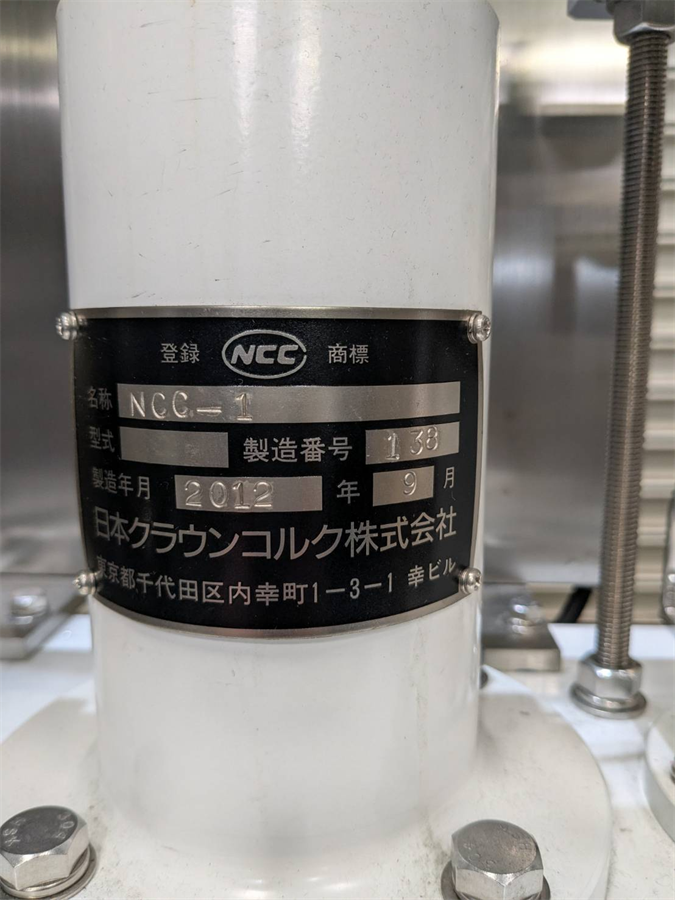 登録 NCC 商標
名称 NCC-1
型式 製造番号 138
製造年月 2012 年 9 月
日本クラウンコルク株式会社
東京都千代田区内幸町1-3-1 幸ビル